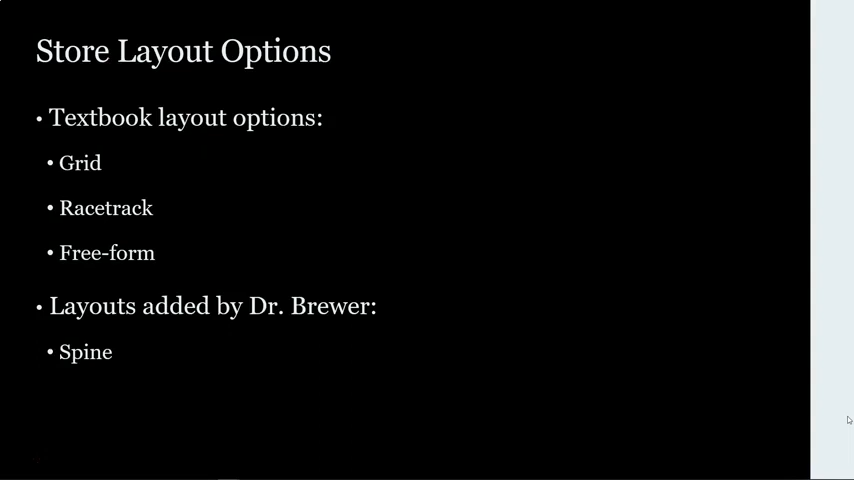 Store Layout Options
• Textbook layout options:
• Grid
• Racetrack
• Free-form
• Layouts added by Dr. Brewer:
• Spine